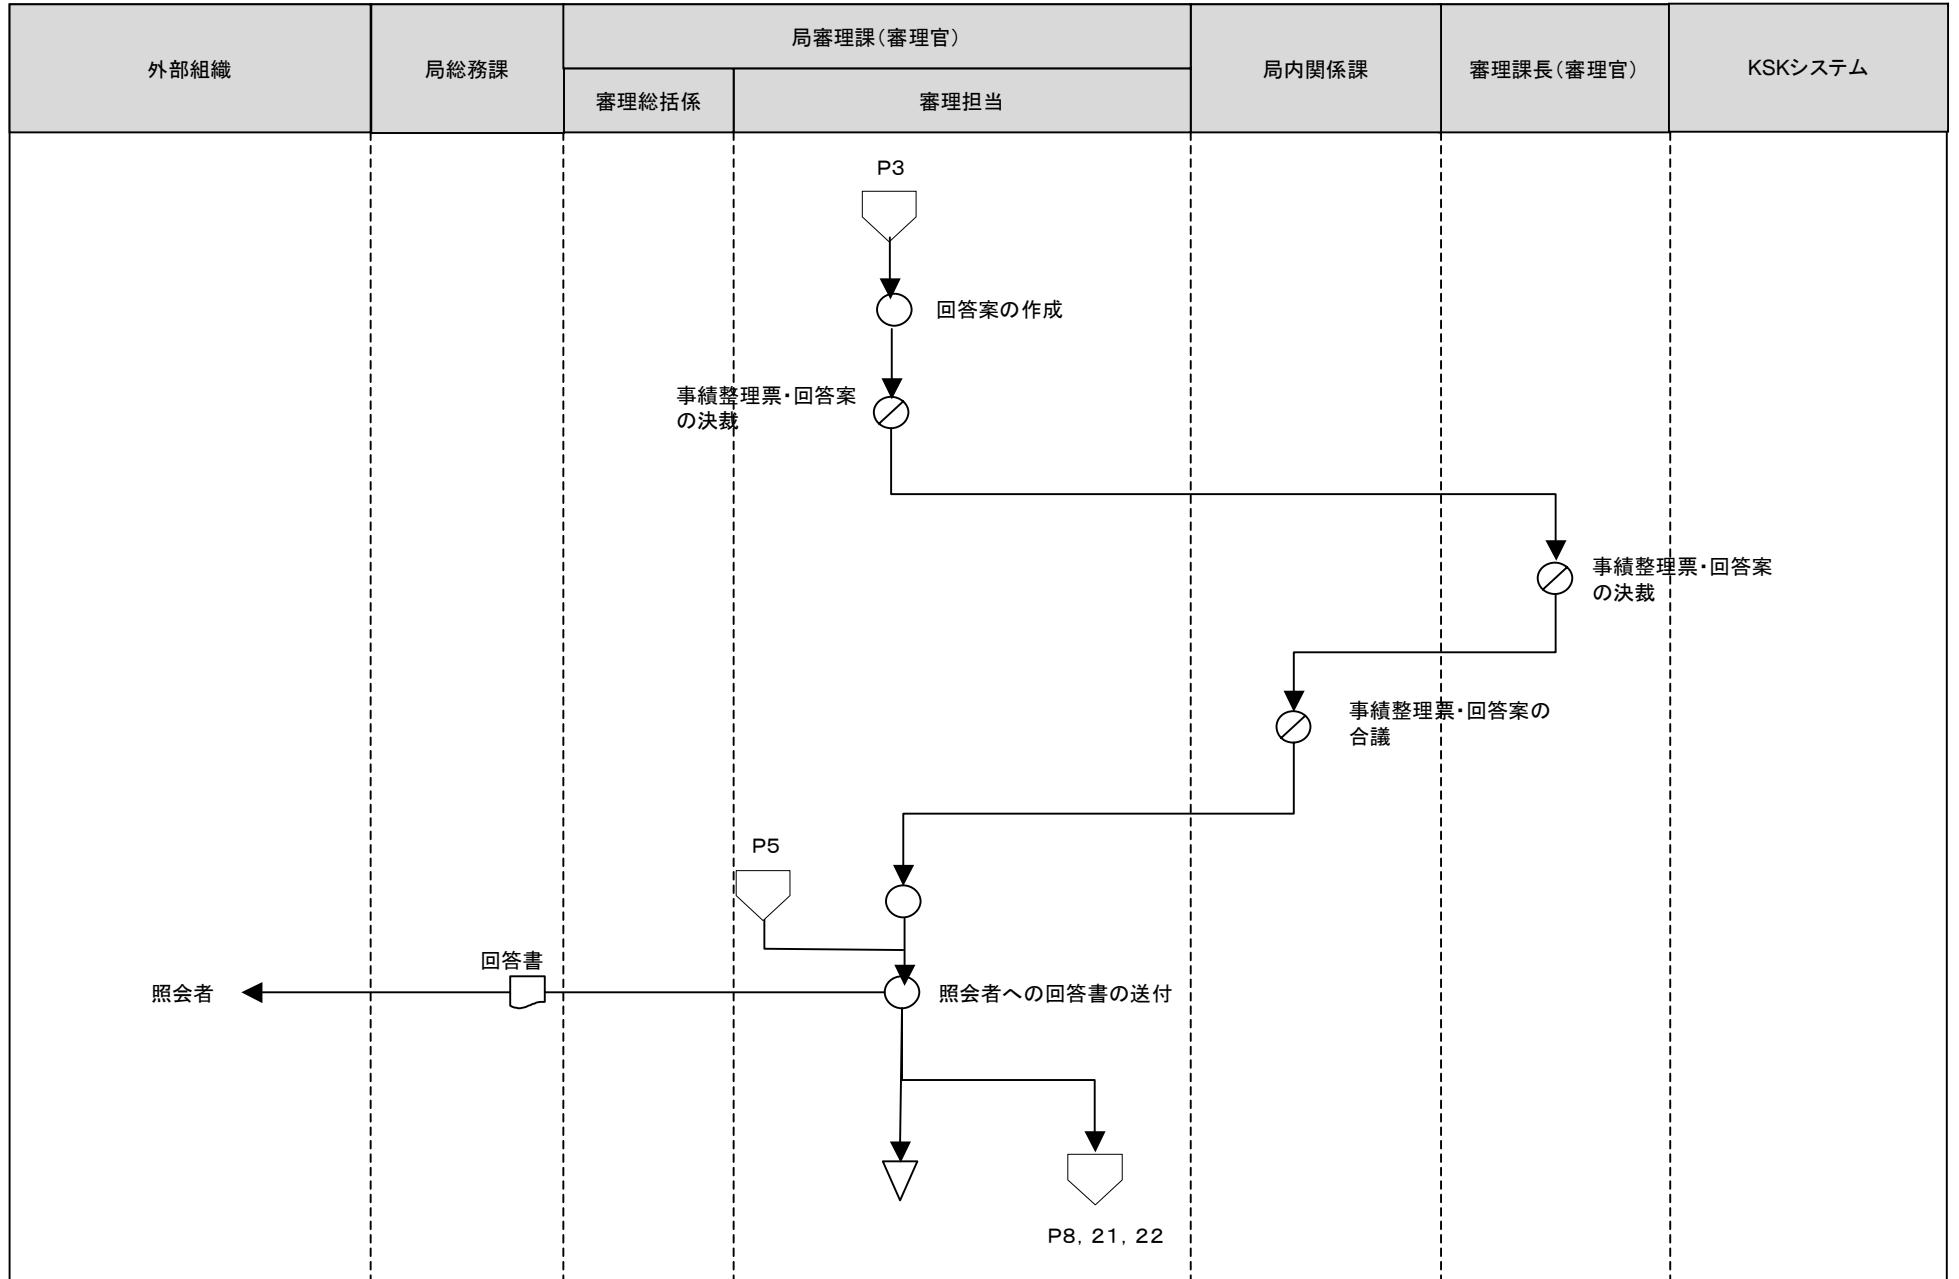 外部組織
局総務課
局審理課（審理官）
審理総括係
審理担当
局内関係課
審理課長（審理官）
KSKシステム
P3
回答案の作成
事績整理票・回答案
の決裁
事績整理票・回答案
の決裁
事績整理票・回答案の
合議
P5
回答書
照会者
照会者への回答書の送付
P8, 21, 22